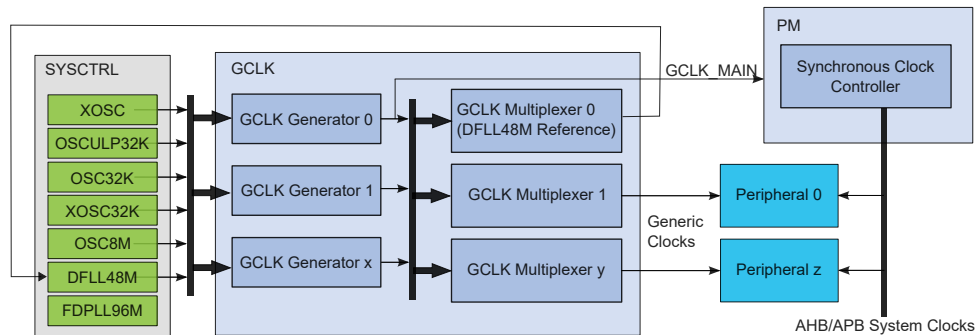 SYSCTRL
XOSC
OSCULP32K
OSC32K
XOSC32K
OSC8M
DFLL48M
FDPLL96M
GCLK
GCLK Generator 0
GCLK Generator 1
GCLK Generator x
GCLK Multiplexer 0
(DFLL48M Reference)
GCLK Multiplexer 1
GCLK Multiplexer y
GCLK_MAIN
PM
Synchronous Clock
Controller
Generic
Clocks
Peripheral 0
Peripheral z
AHB/APB System Clocks